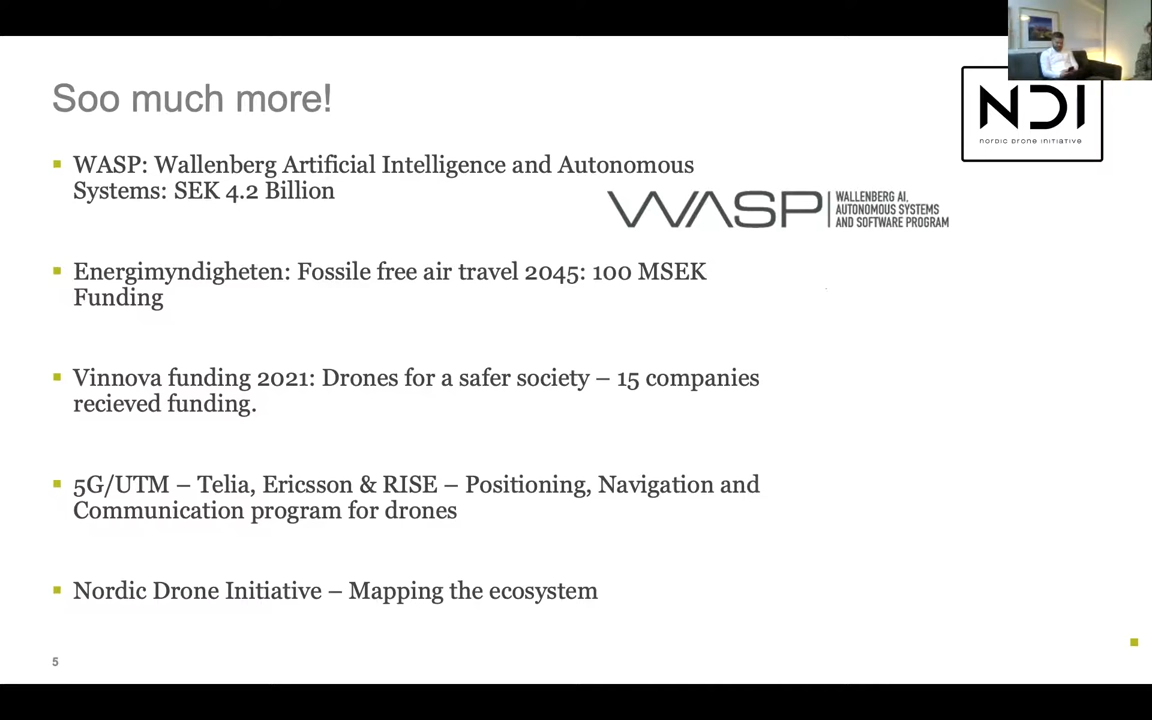 Soo much more!
NDI
NORDIC DRONE INITIATIVE
WASP: Wallenberg Artificial Intelligence and Autonomous
Systems: SEK 4.2 Billion
WASP
WALLENBERG AI,
AUTONOMOUS SYSTEMS
AND SOFTWARE PROGRAM
Energimyndigheten: Fossile free air travel 2045: 100 MSEK
Funding
Vinnova funding 2021: Drones for a safer society – 15 companies
recieved funding.
5G/UTM – Telia, Ericsson & RISE – Positioning, Navigation and
Communication program for drones
Nordic Drone Initiative – Mapping the ecosystem
5